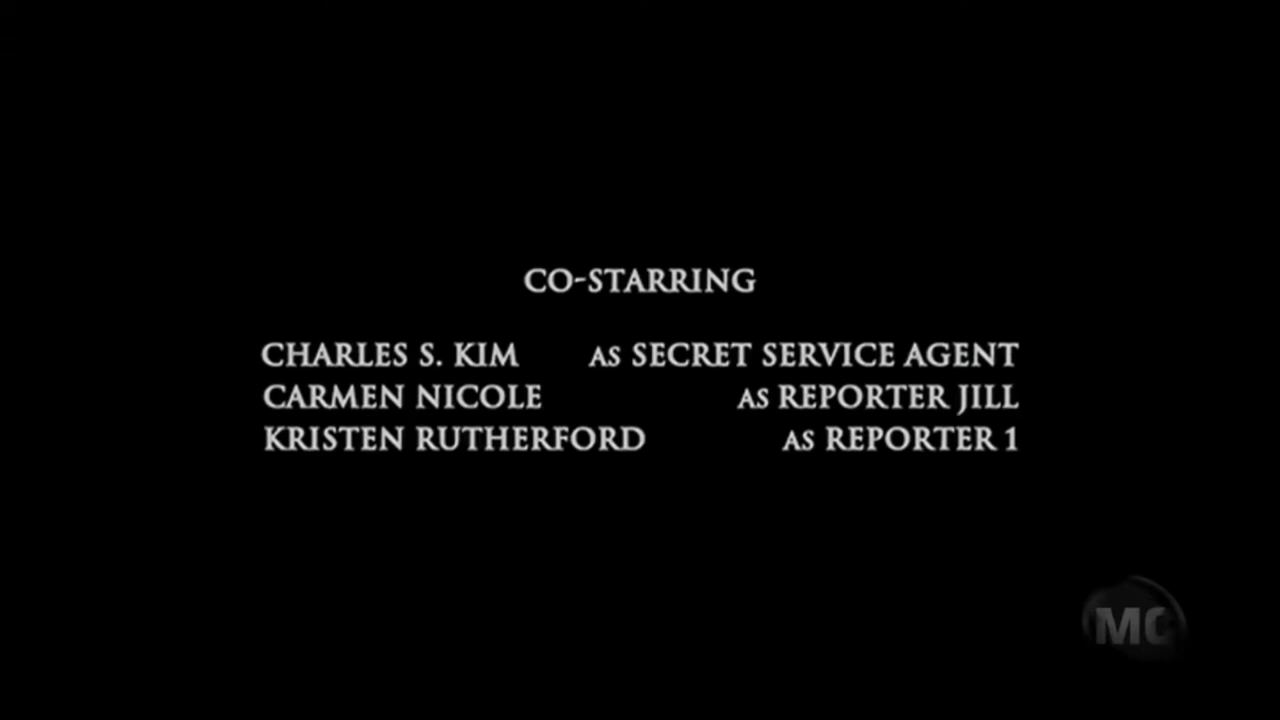 CO-STARRING
CHARLES S. KIM AS SECRET SERVICE AGENT
CARMEN NICOLE AS REPORTER JILL
KRISTEN RUTHERFORD AS REPORTER 1
MC